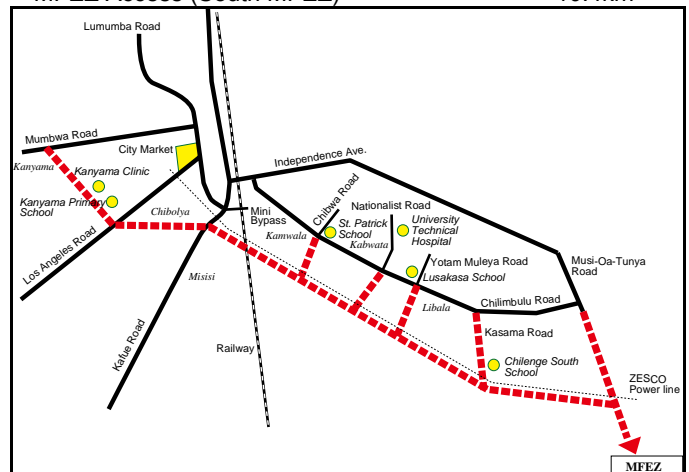 Lumumba Road
Mumbwa Road
City Market
Independence Ave.
Kanyama
Kanyama Clinic
Kanyama Primary
School
Chibolya
Mini
Bypass
Chibwa Road
Kamwala
St. Patrick
School
Nationalist Road
Kabwata
University
Technical
Hospital
Yotam Muleya Road
Lusakasa School
Musi-Oa-Tunya
Road
Los Angeles Road
Misisi
Libala
Chilimbulu Road
Kafue Road
Railway
Kasama Road
Chilenge South
School
ZESCO
Power line
MFEZ